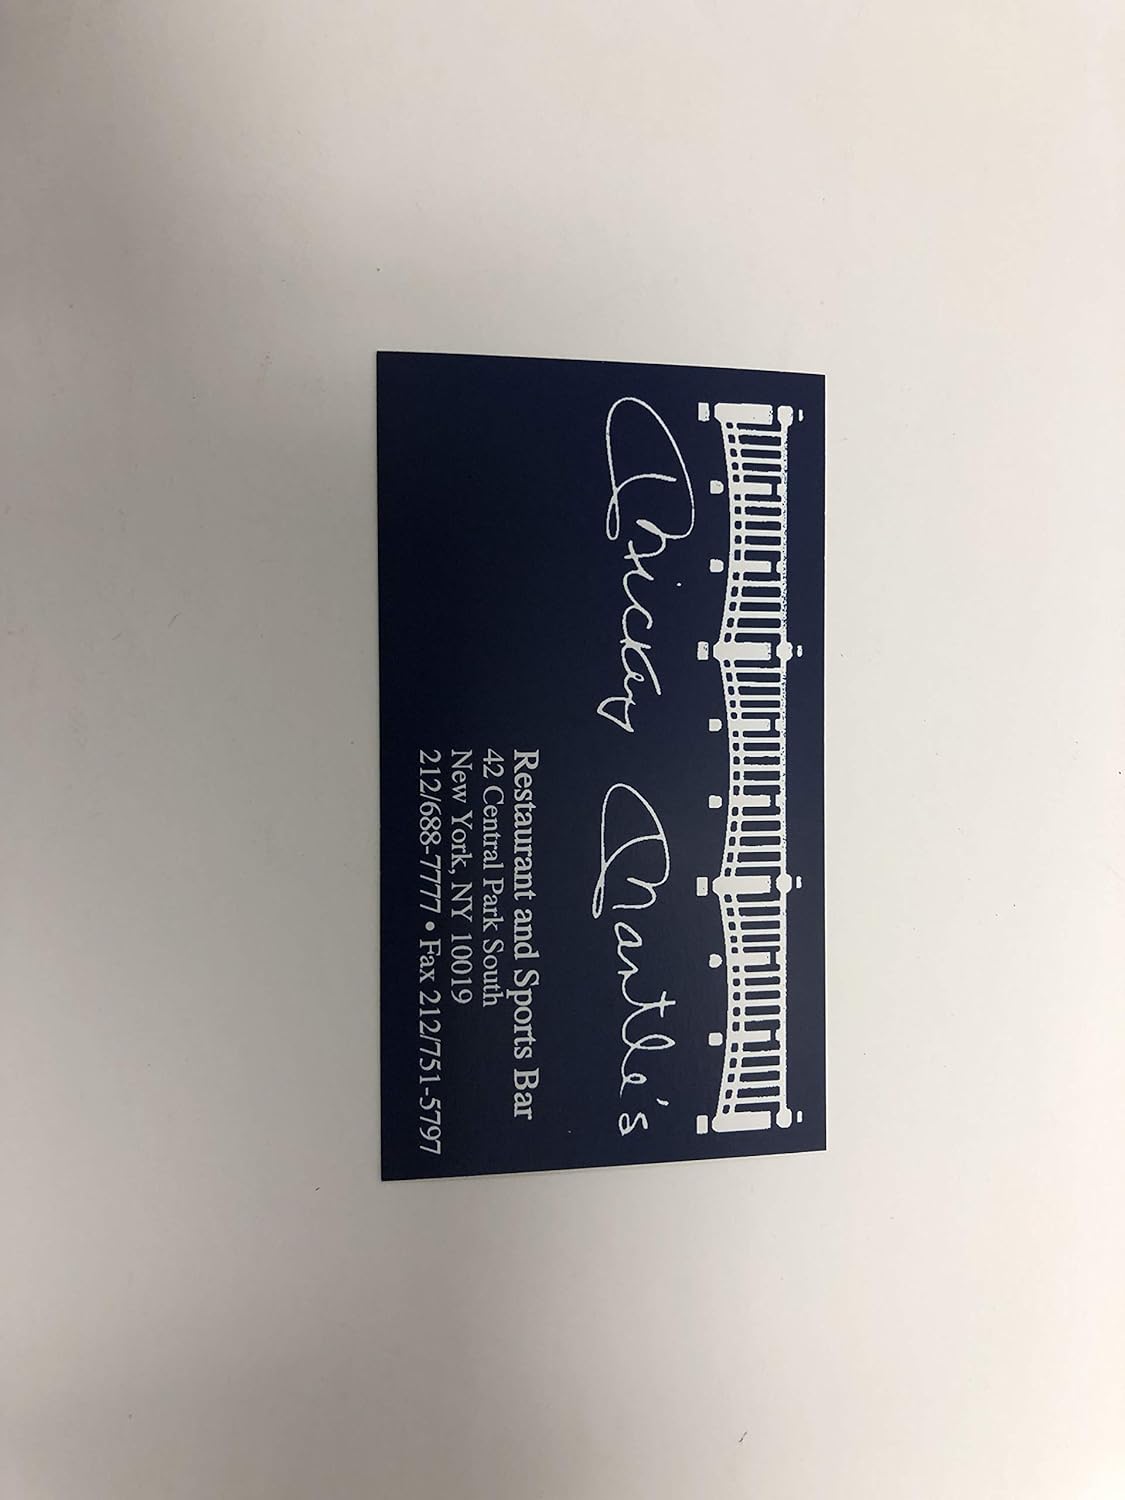 Mickey Mantle's
Restaurant and Sports Bar
42 Central Park South
New York, NY 10019
212/688-7777 • Fax 212/751-5797